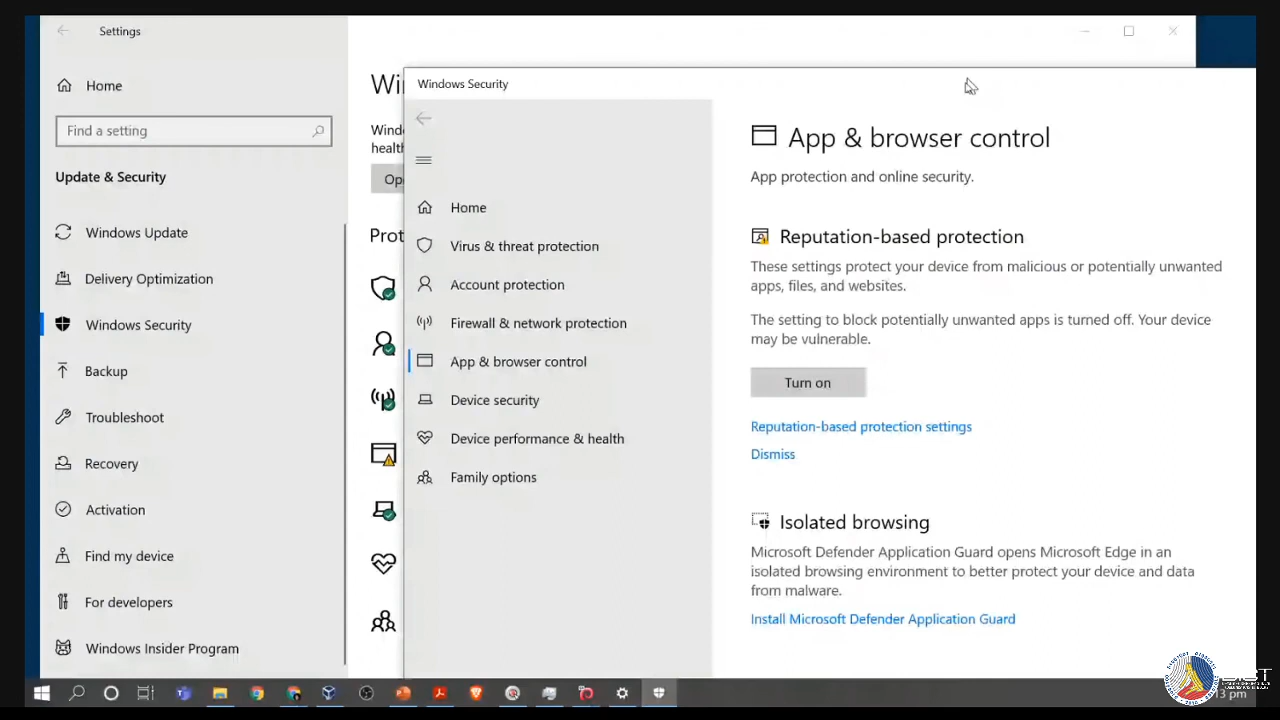 Settings
Home
Find a setting
Update & Security
Windows Update
Delivery Optimization
Windows Security
Backup
Troubleshoot
Recovery
Activation
Find my device
For developers
Windows Insider Program
Windows Security
Home
Virus & threat protection
Account protection
Firewall & network protection
App & browser control
Device security
Device performance & health
Family options
App & browser control
App protection and online security.
Reputation-based protection
These settings protect your device from malicious or potentially unwanted
apps, files, and websites.
The setting to block potentially unwanted apps is turned off. Your device
may be vulnerable.
Turn on
Reputation-based protection settings
Dismiss
Isolated browsing
Microsoft Defender Application Guard opens Microsoft Edge in an
isolated browsing environment to better protect your device and data
from malware.
Install Microsoft Defender Application Guard
13 pm